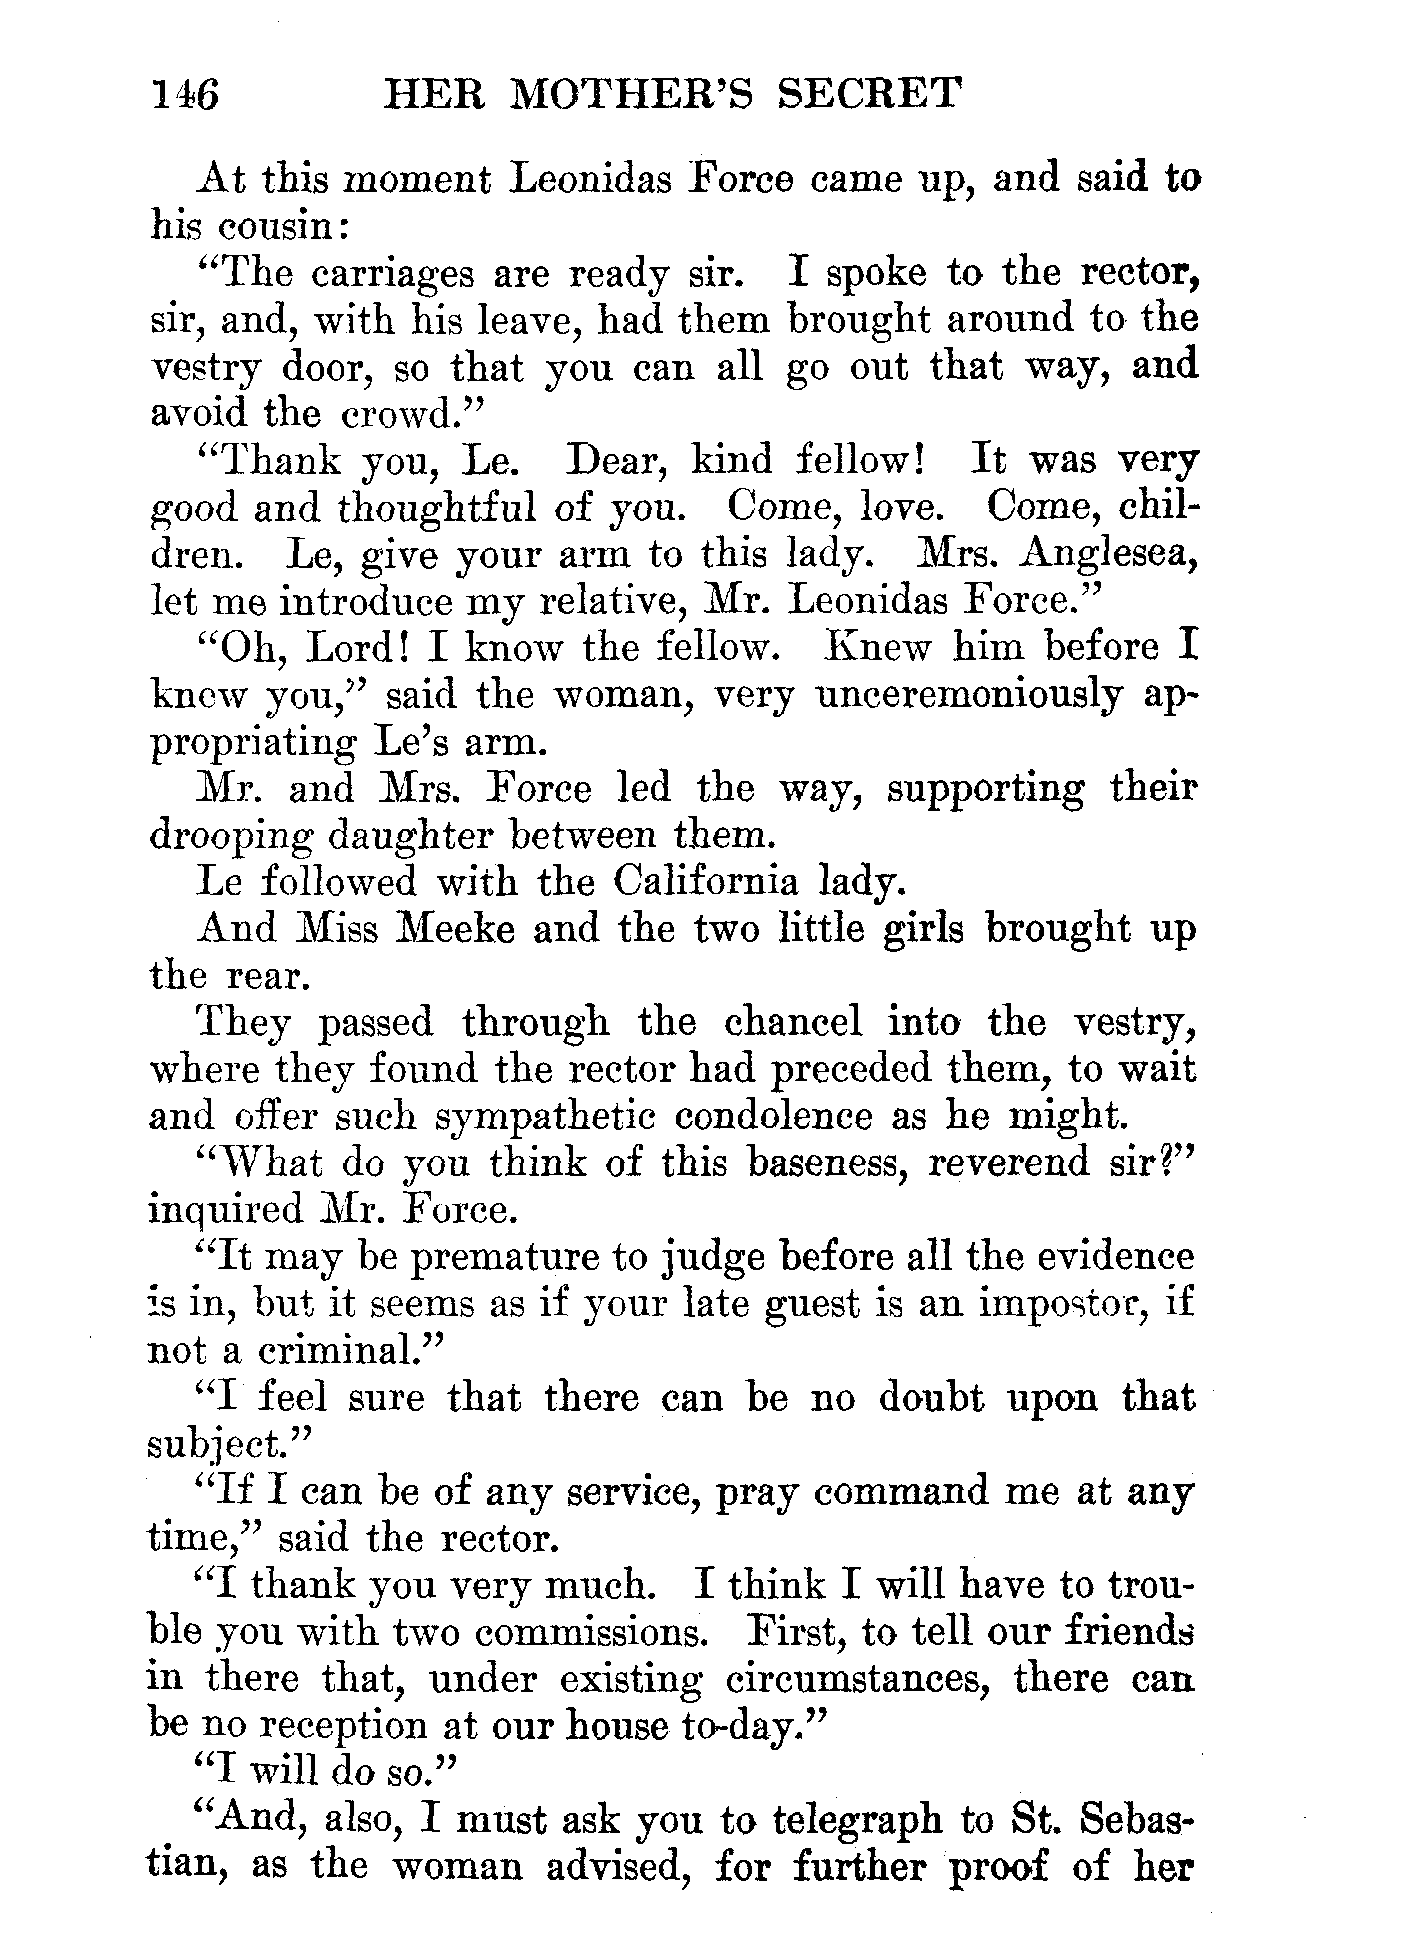 146 HER MOTHER'S SECRET
At this moment Leonidas Force came up, and said to
his cousin:
"The carriages are ready sir. I spoke to the rector,
sir, and, with his leave, had them brought around to the
vestry door, so that you can all go out that way, and
avoid the crowd."
"Thank you, Le. Dear, kind fellow! It was very
good and thoughtful of you. Come, love. Come, chil-
dren. Le, give your arm to this lady. Mrs. Anglesea,
let me introduce my relative, Mr. Leonidas Force."
"Oh, Lord! I know the fellow. Knew him before I
knew you," said the woman, very unceremoniously ap-
propriating Le's arm.
Mr. and Mrs. Force led the way, supporting their
drooping daughter between them.
Le followed with the California lady.
And Miss Meeke and the two little girls brought up
the rear.
They passed through the chancel into the vestry,
where they found the rector had preceded them, to wait
and offer such sympathetic condolence as he might.
"What do you think of this baseness, reverend sir?"
inquired Mr. Force.
"It may be premature to judge before all the evidence
is in, but it seems as if your late guest is an impostor, if
not a criminal."
"I feel sure that there can be no doubt upon that
subject."
"If I can be of any service, pray command me at any
time," said the rector.
"I thank you very much. I think I will have to trou-
ble you with two commissions. First, to tell our friends
in there that, under existing circumstances, there can
be no reception at our house to-day."
"I will do so."
"And, also, I must ask you to telegraph to St. Sebas-
tian, as the woman advised, for further proof of her